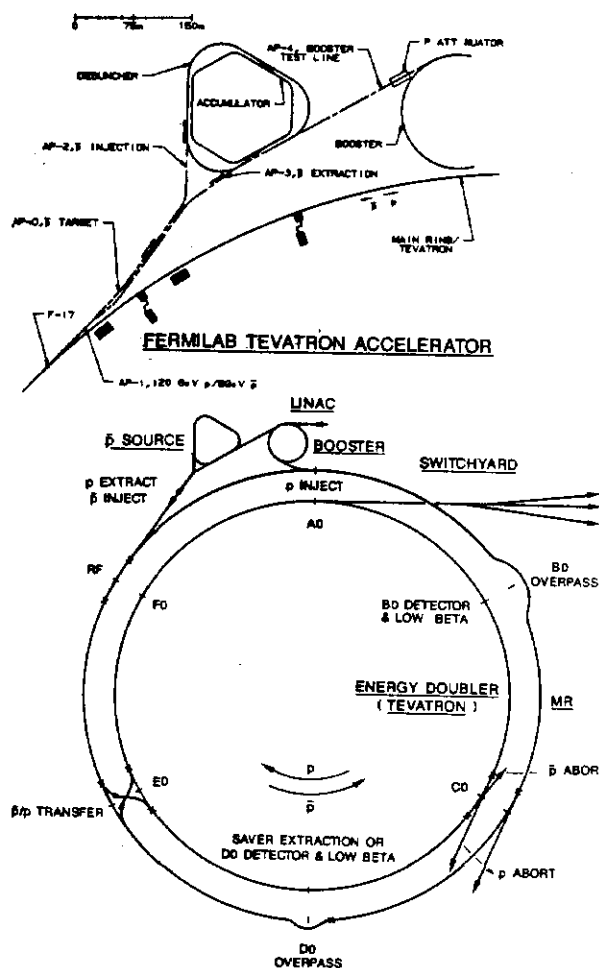 0 75m 150m
AP-4, BOOSTER
TEST LINE
DEBUNCHER
ACCUMULATOR
BOOSTER
AP-2, p̄ INJECTION
AP-3, p̄ EXTRACTION
AP-0, p̄ TARGET
p̄ p
MAIN RING/
TEVATRON
F-17
FERMILAB TEVATRON ACCELERATOR
AP-1, 120 GeV p/8GeV p̄
LINAC
p̄ SOURCE
BOOSTER
SWITCHYARD
p EXTRACT
p̄ INJECT
p INJECT
A0
RF
B0
OVERPASS
F0
B0 DETECTOR
& LOW BETA
ENERGY DOUBLER
( TEVATRON )
MR
p
p̄
p̄ ABORT
C0
E0
p̄/p TRANSFER
SAVER EXTRACTION OR
D0 DETECTOR & LOW BETA
p ABORT
D0
OVERPASS